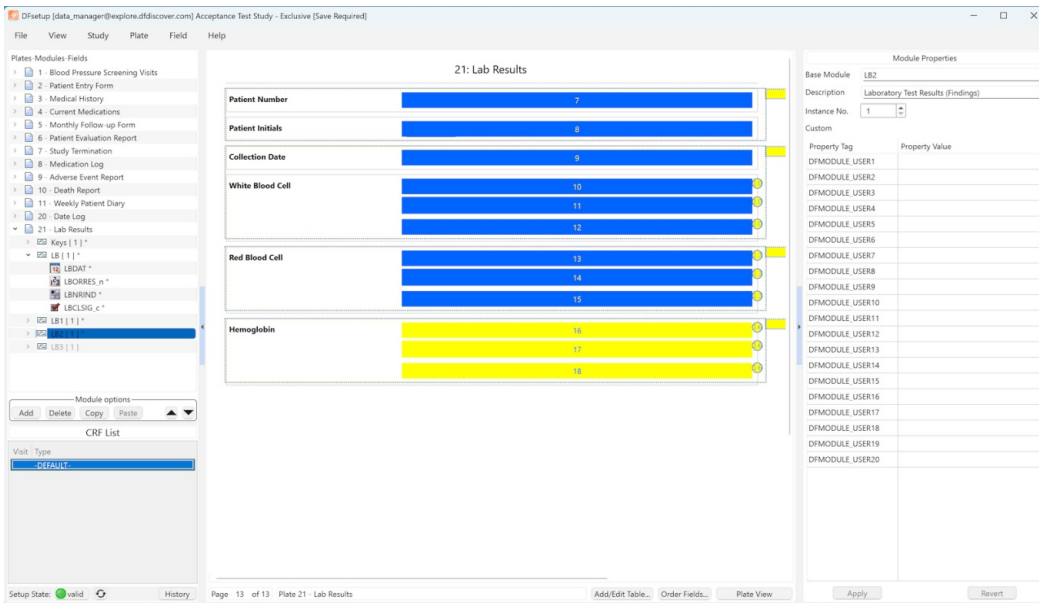 DFsetup [data_manager@explore.dfdiscover.com] Acceptance Test Study - Exclusive [Save Required]
File View Study Plate Field Help
Plates-Modules-Fields
1 - Blood Pressure Screening Visits
2 - Patient Entry Form
3 - Medical History
4 - Current Medications
5 - Monthly Follow-up Form
6 - Patient Evaluation Report
7 - Study Termination
8 - Medication Log
9 - Adverse Event Report
10 - Death Report
11 - Weekly Patient Diary
20 - Date Log
21 - Lab Results
Keys [ 1 ] *
LB [ 1 ] *
LBDAT *
LBORRES_n *
LBNRIND *
LBCLSIG_c *
LB1 [ 1 ] *
LB2 [ 1 ] *
LB3 [ 1 ]
Module options
Add Delete Copy Paste
CRF List
Visit Type
-DEFAULT-
Setup State: valid History
21: Lab Results
Patient Number 7
Patient Initials 8
Collection Date 9
White Blood Cell 10
11
12
Red Blood Cell 13
14
15
Hemoglobin 16
17
18
Page 13 of 13 Plate 21 - Lab Results Add/Edit Table... Order Fields... Plate View
Module Properties
Base Module LB2
Description Laboratory Test Results (Findings)
Instance No. 1
Custom
Property Tag Property Value
DFMODULE_USER1
DFMODULE_USER2
DFMODULE_USER3
DFMODULE_USER4
DFMODULE_USER5
DFMODULE_USER6
DFMODULE_USER7
DFMODULE_USER8
DFMODULE_USER9
DFMODULE_USER10
DFMODULE_USER11
DFMODULE_USER12
DFMODULE_USER13
DFMODULE_USER14
DFMODULE_USER15
DFMODULE_USER16
DFMODULE_USER17
DFMODULE_USER18
DFMODULE_USER19
DFMODULE_USER20
Apply Revert